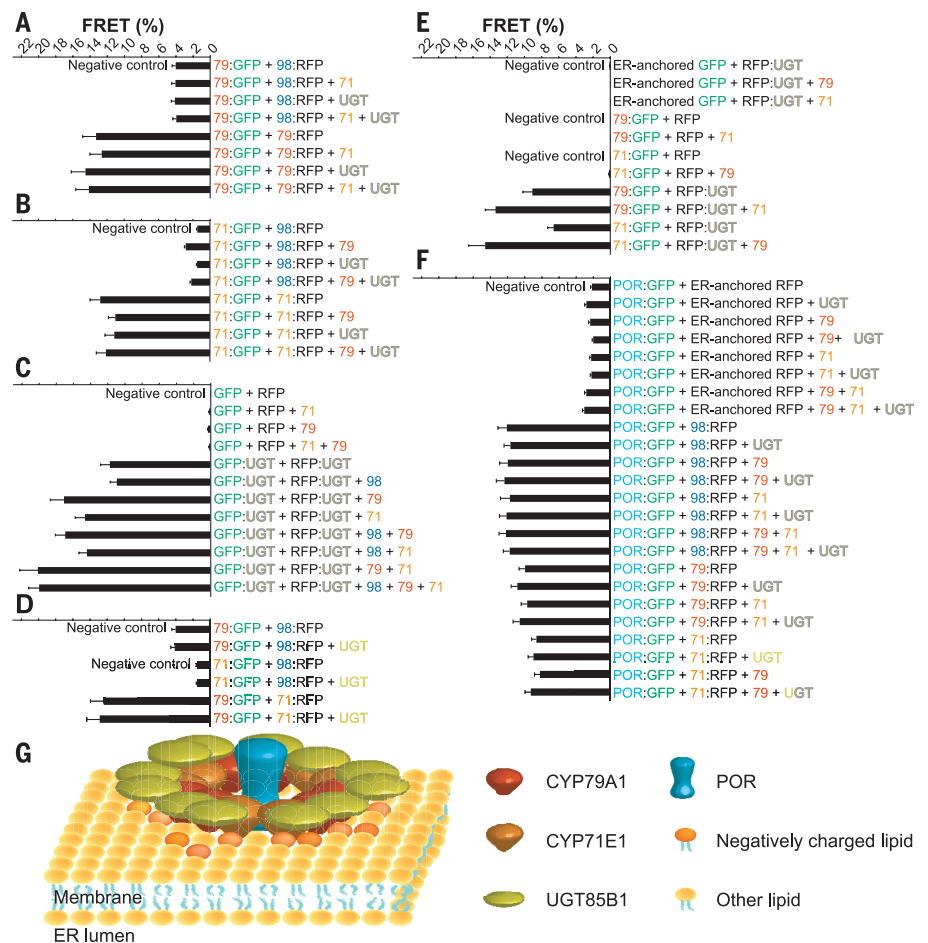 A
FRET (%)
22 20 18 16 14 12 10 8 6 4 2 0
Negative control 79:GFP + 98:RFP
79:GFP + 98:RFP + 71
79:GFP + 98:RFP + UGT
79:GFP + 98:RFP + 71 + UGT
79:GFP + 79:RFP
79:GFP + 79:RFP + 71
79:GFP + 79:RFP + UGT
79:GFP + 79:RFP + 71 + UGT
B
Negative control 71:GFP + 98:RFP
71:GFP + 98:RFP + 79
71:GFP + 98:RFP + UGT
71:GFP + 98:RFP + 79 + UGT
71:GFP + 71:RFP
71:GFP + 71:RFP + 79
71:GFP + 71:RFP + UGT
71:GFP + 71:RFP + 79 + UGT
C
Negative control GFP + RFP
GFP + RFP + 71
GFP + RFP + 79
GFP + RFP + 71 + 79
GFP:UGT + RFP:UGT
GFP:UGT + RFP:UGT + 98
GFP:UGT + RFP:UGT + 79
GFP:UGT + RFP:UGT + 71
GFP:UGT + RFP:UGT + 98 + 79
GFP:UGT + RFP:UGT + 98 + 71
GFP:UGT + RFP:UGT + 79 + 71
GFP:UGT + RFP:UGT + 98 + 79 + 71
D
Negative control 79:GFP + 98:RFP
79:GFP + 98:RFP + UGT
Negative control 71:GFP + 98:RFP
71:GFP + 98:RFP + UGT
79:GFP + 71:RFP
79:GFP + 71:RFP + UGT
E
FRET (%)
22 20 18 16 14 12 10 8 6 4 2 0
Negative control ER-anchored GFP + RFP:UGT
ER-anchored GFP + RFP:UGT + 79
ER-anchored GFP + RFP:UGT + 71
Negative control 79:GFP + RFP
79:GFP + RFP + 71
Negative control 71:GFP + RFP
71:GFP + RFP + 79
79:GFP + RFP:UGT
79:GFP + RFP:UGT + 71
71:GFP + RFP:UGT
71:GFP + RFP:UGT + 79
F
Negative control POR:GFP + ER-anchored RFP
POR:GFP + ER-anchored RFP + UGT
POR:GFP + ER-anchored RFP + 79
POR:GFP + ER-anchored RFP + 79+ UGT
POR:GFP + ER-anchored RFP + 71
POR:GFP + ER-anchored RFP + 71 + UGT
POR:GFP + ER-anchored RFP + 79 + 71
POR:GFP + ER-anchored RFP + 79 + 71 + UGT
POR:GFP + 98:RFP
POR:GFP + 98:RFP + UGT
POR:GFP + 98:RFP + 79
POR:GFP + 98:RFP + 79 + UGT
POR:GFP + 98:RFP + 71
POR:GFP + 98:RFP + 71 + UGT
POR:GFP + 98:RFP + 79 + 71
POR:GFP + 98:RFP + 79 + 71 + UGT
POR:GFP + 79:RFP
POR:GFP + 79:RFP + UGT
POR:GFP + 79:RFP + 71
POR:GFP + 79:RFP + 71 + UGT
POR:GFP + 71:RFP
POR:GFP + 71:RFP + UGT
POR:GFP + 71:RFP + 79
POR:GFP + 71:RFP + 79 + UGT
G
Membrane
ER lumen
CYP79A1
CYP71E1
UGT85B1
POR
Negatively charged lipid
Other lipid